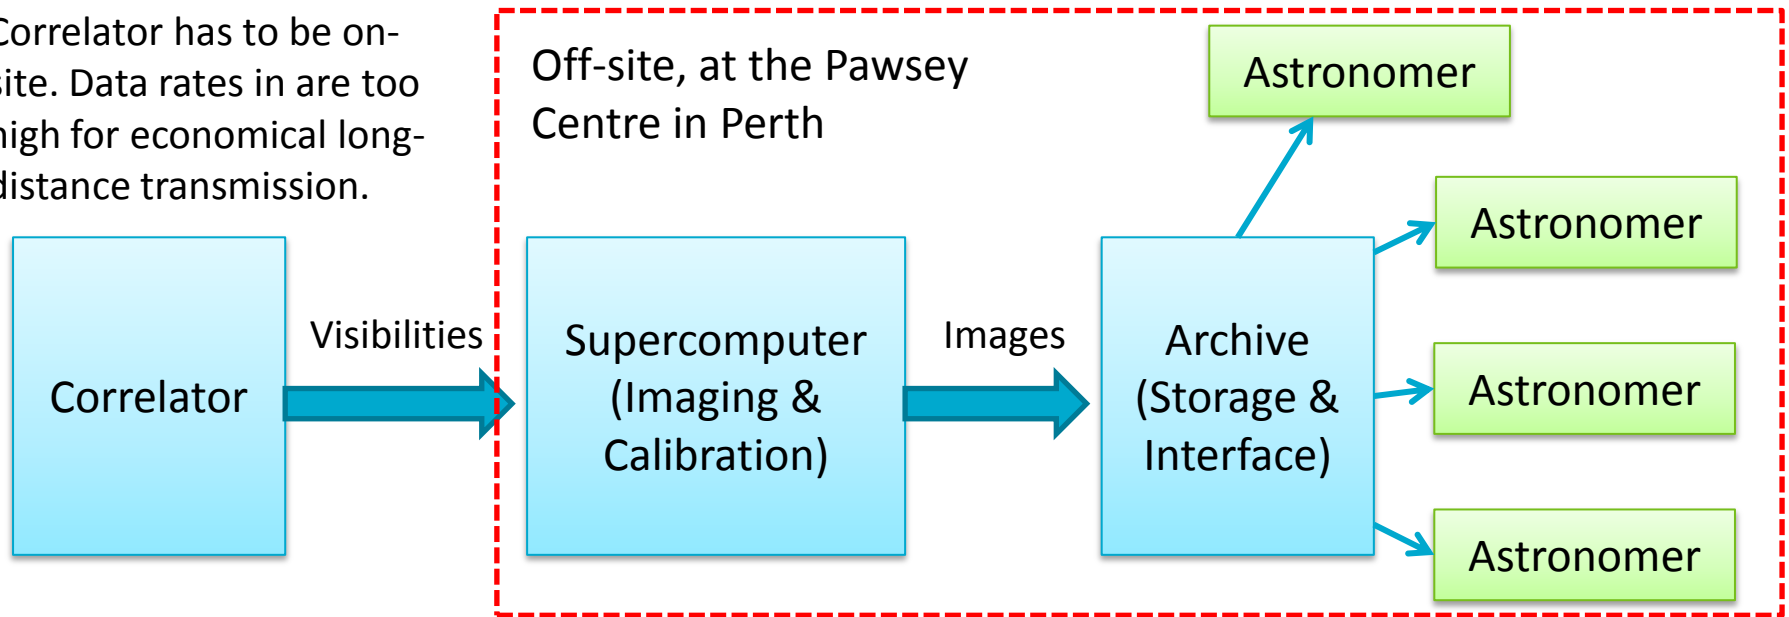 Correlator has to be on-
site. Data rates in are too
high for economical long-
distance transmission.
Off-site, at the Pawsey
Centre in Perth
Astronomer
Astronomer
Correlator
Visibilities
Supercomputer
(Imaging &
Calibration)
Images
Archive
(Storage &
Interface)
Astronomer
Astronomer